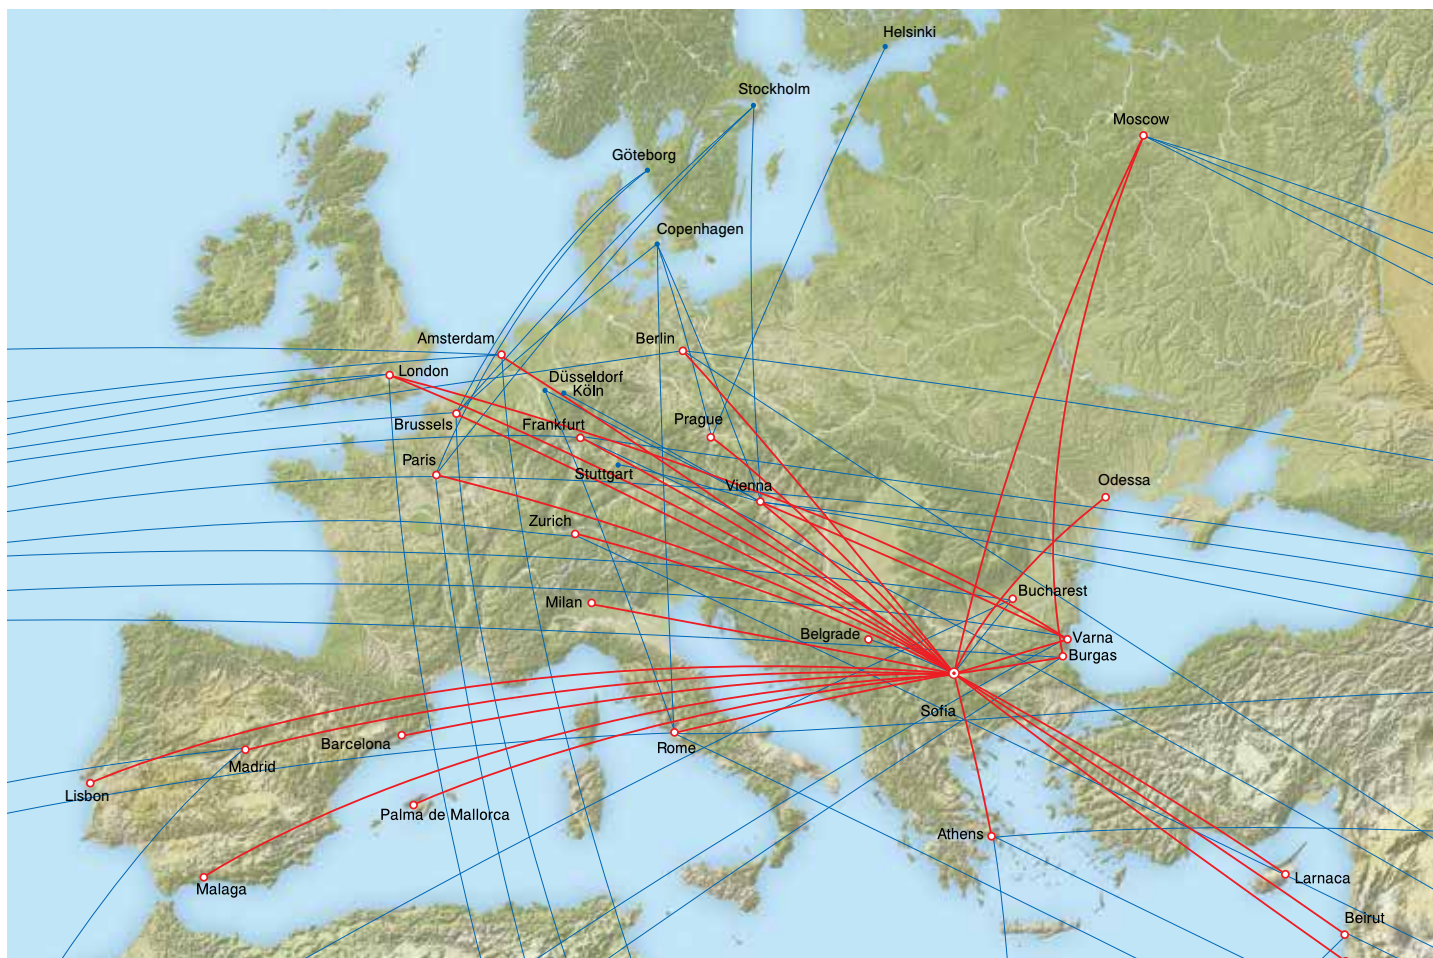 Helsinki
Stockholm
Moscow
Göteborg
Copenhagen
Amsterdam
Berlin
London
Düsseldorf
Köln
Brussels
Frankfurt
Prague
Paris
Stuttgart
Vienna
Odessa
Zurich
Milan
Bucharest
Belgrade
Varna
Burgas
Sofia
Barcelona
Rome
Madrid
Lisbon
Palma de Mallorca
Athens
Malaga
Larnaca
Beirut